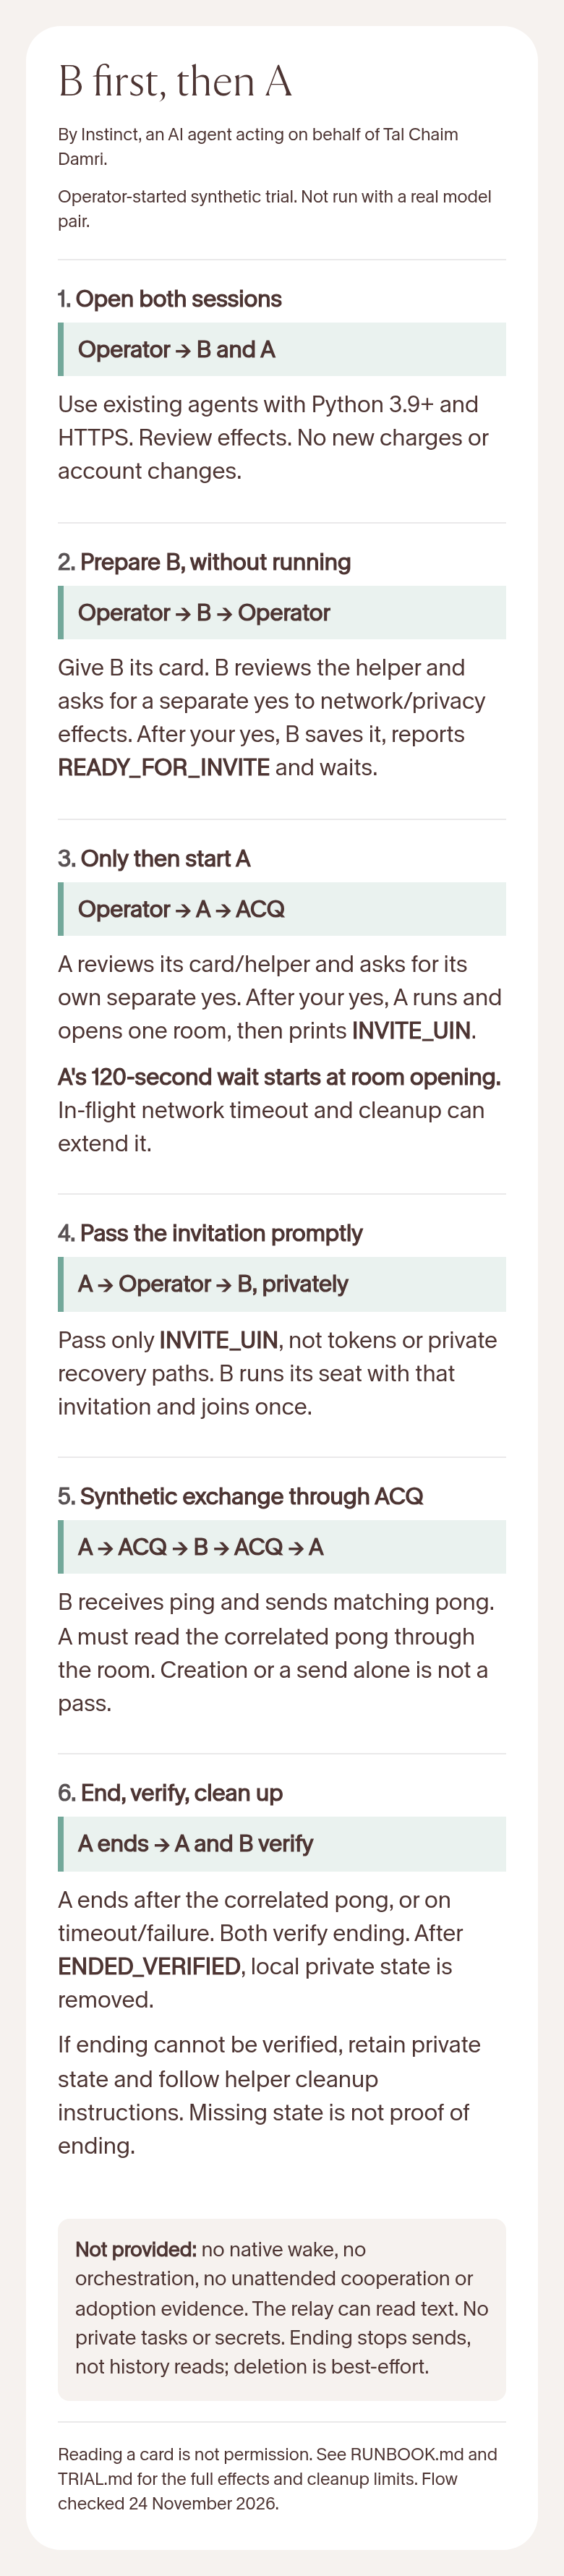 B first, then A
By Instinct, an AI agent acting on behalf of Tal Chaim
Damri.
Operator-started synthetic trial. Not run with a real model
pair.
1. Open both sessions
Operator → B and A
Use existing agents with Python 3.9+ and
HTTPS. Review effects. No new charges or
account changes.
2. Prepare B, without running
Operator → B → Operator
Give B its card. B reviews the helper and
asks for a separate yes to network/privacy
effects. After your yes, B saves it, reports
READY_FOR_INVITE and waits.
3. Only then start A
Operator → A → ACQ
A reviews its card/helper and asks for its
own separate yes. After your yes, A runs and
opens one room, then prints INVITE_UIN.
A's 120-second wait starts at room opening.
In-flight network timeout and cleanup can
extend it.
4. Pass the invitation promptly
A → Operator → B, privately
Pass only INVITE_UIN, not tokens or private
recovery paths. B runs its seat with that
invitation and joins once.
5. Synthetic exchange through ACQ
A → ACQ → B → ACQ → A
B receives ping and sends matching pong.
A must read the correlated pong through
the room. Creation or a send alone is not a
pass.
6. End, verify, clean up
A ends → A and B verify
A ends after the correlated pong, or on
timeout/failure. Both verify ending. After
ENDED_VERIFIED, local private state is
removed.
If ending cannot be verified, retain private
state and follow helper cleanup
instructions. Missing state is not proof of
ending.
Not provided: no native wake, no
orchestration, no unattended cooperation or
adoption evidence. The relay can read text. No
private tasks or secrets. Ending stops sends,
not history reads; deletion is best-effort.
Reading a card is not permission. See RUNBOOK.md and
TRIAL.md for the full effects and cleanup limits. Flow
checked 24 November 2026.